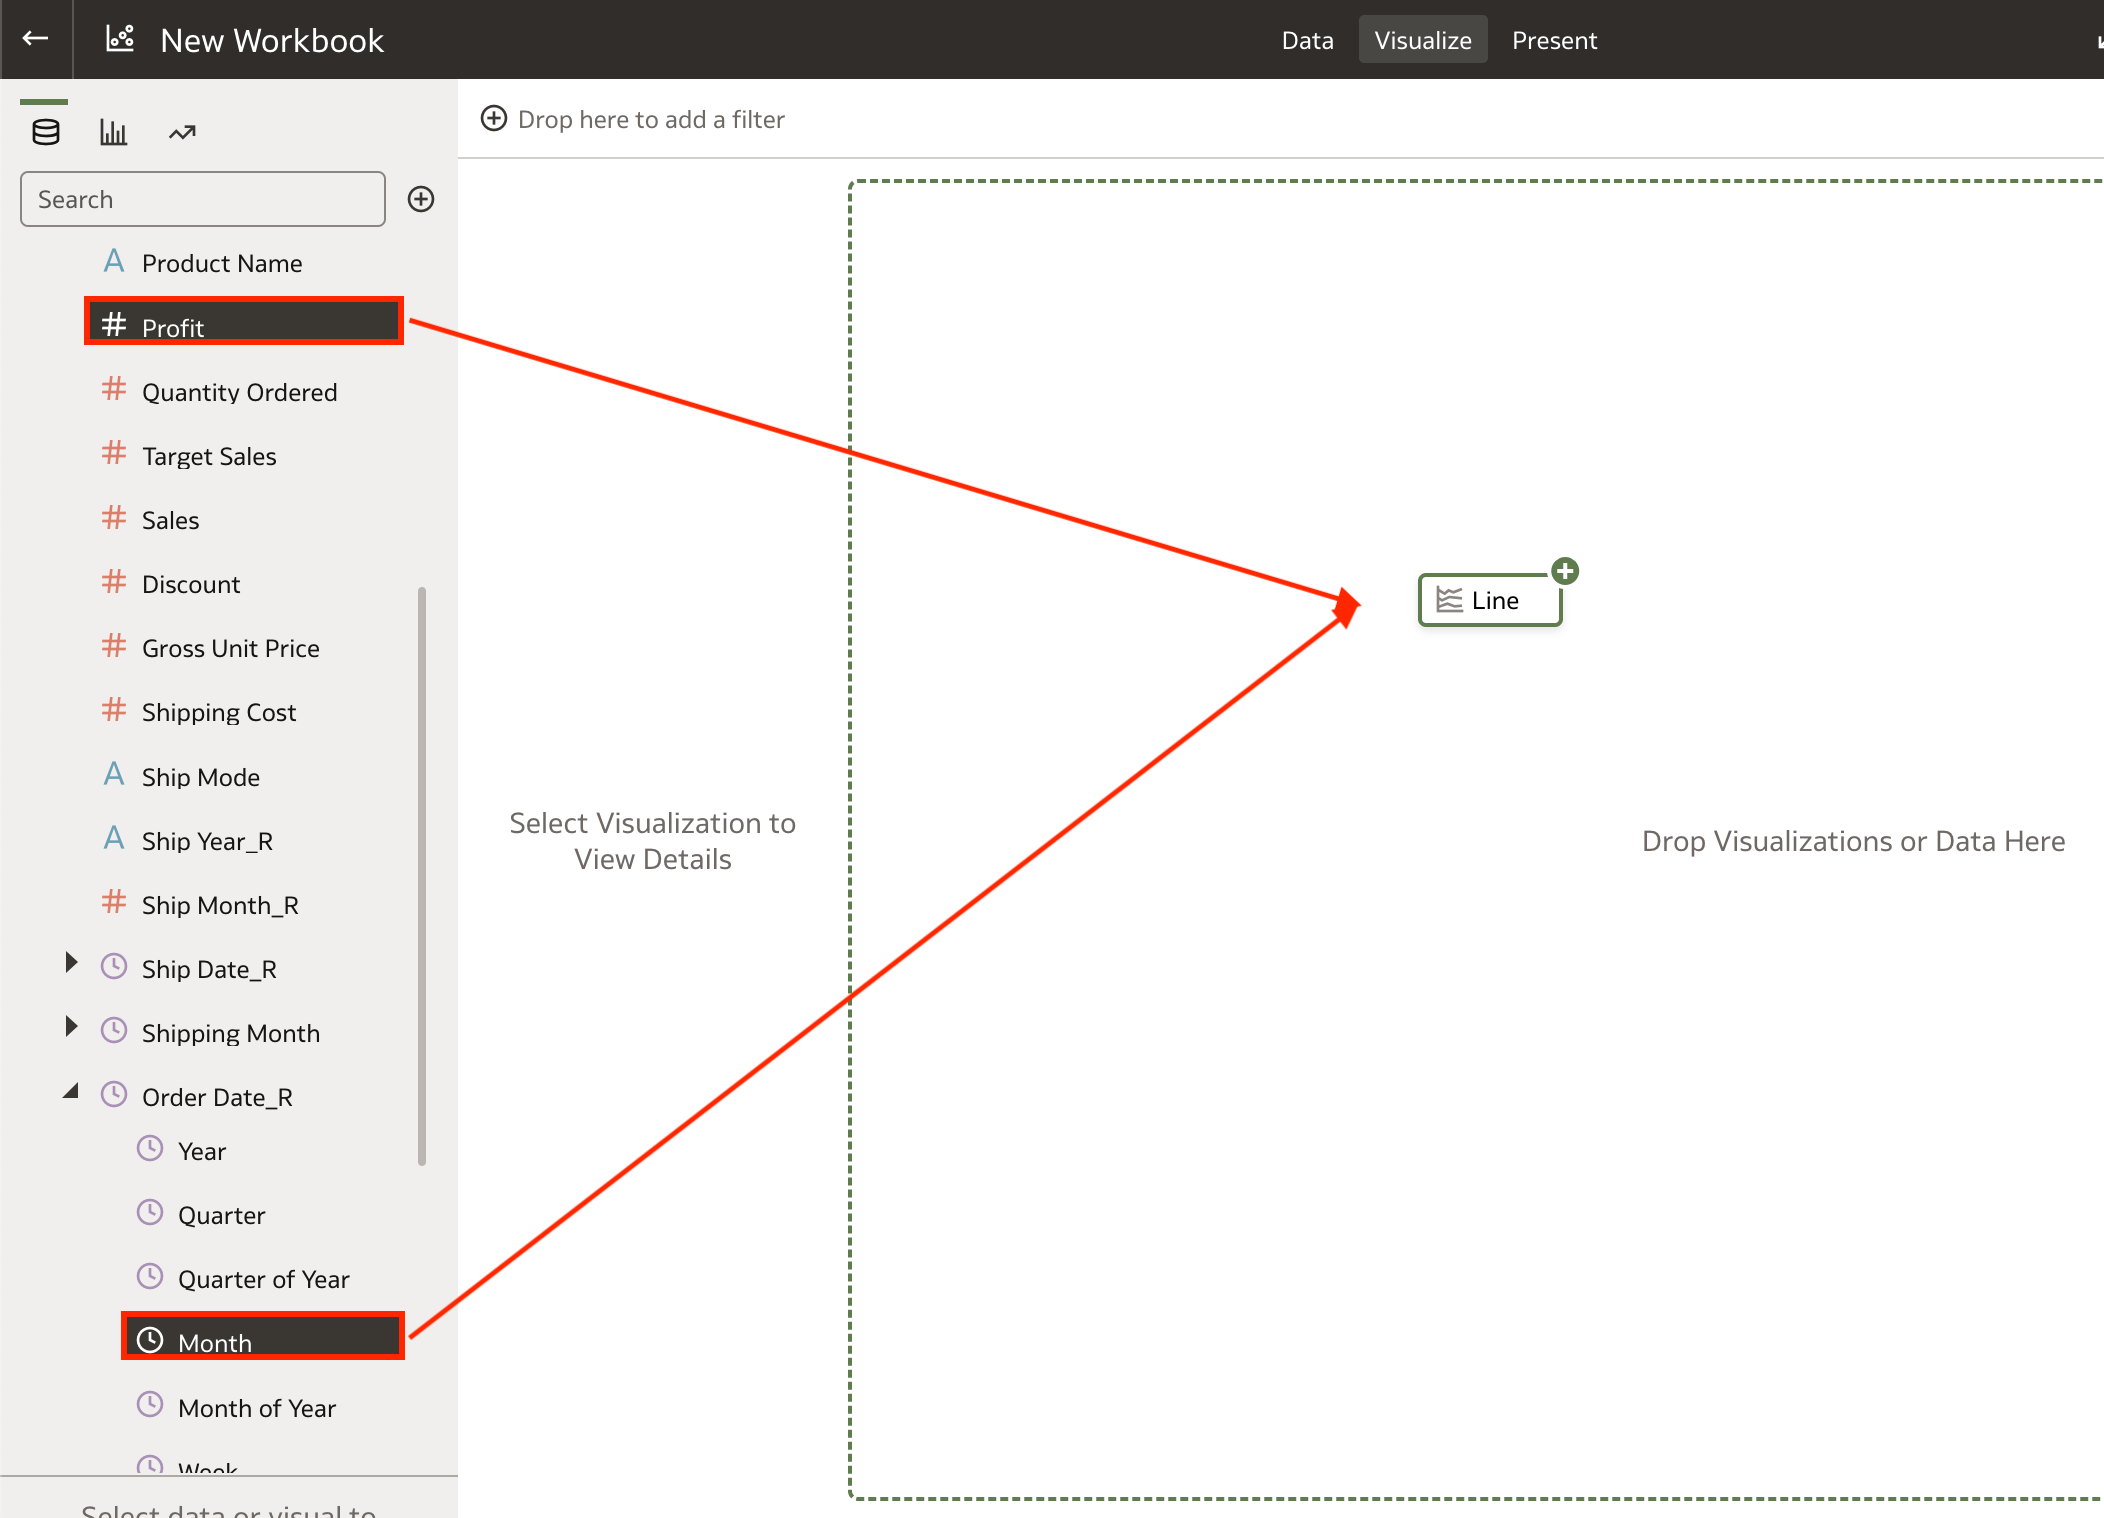 New Workbook
Data
Visualize
Present
Drop here to add a filter
Search
Product Name
Profit
Quantity Ordered
Target Sales
Sales
Discount
Gross Unit Price
Shipping Cost
Ship Mode
Ship Year_R
Ship Month_R
Ship Date_R
Shipping Month
Order Date_R
Year
Quarter
Quarter of Year
Month
Month of Year
Week
Select data or visual to
Select Visualization to
View Details
Line
Drop Visualizations or Data Here